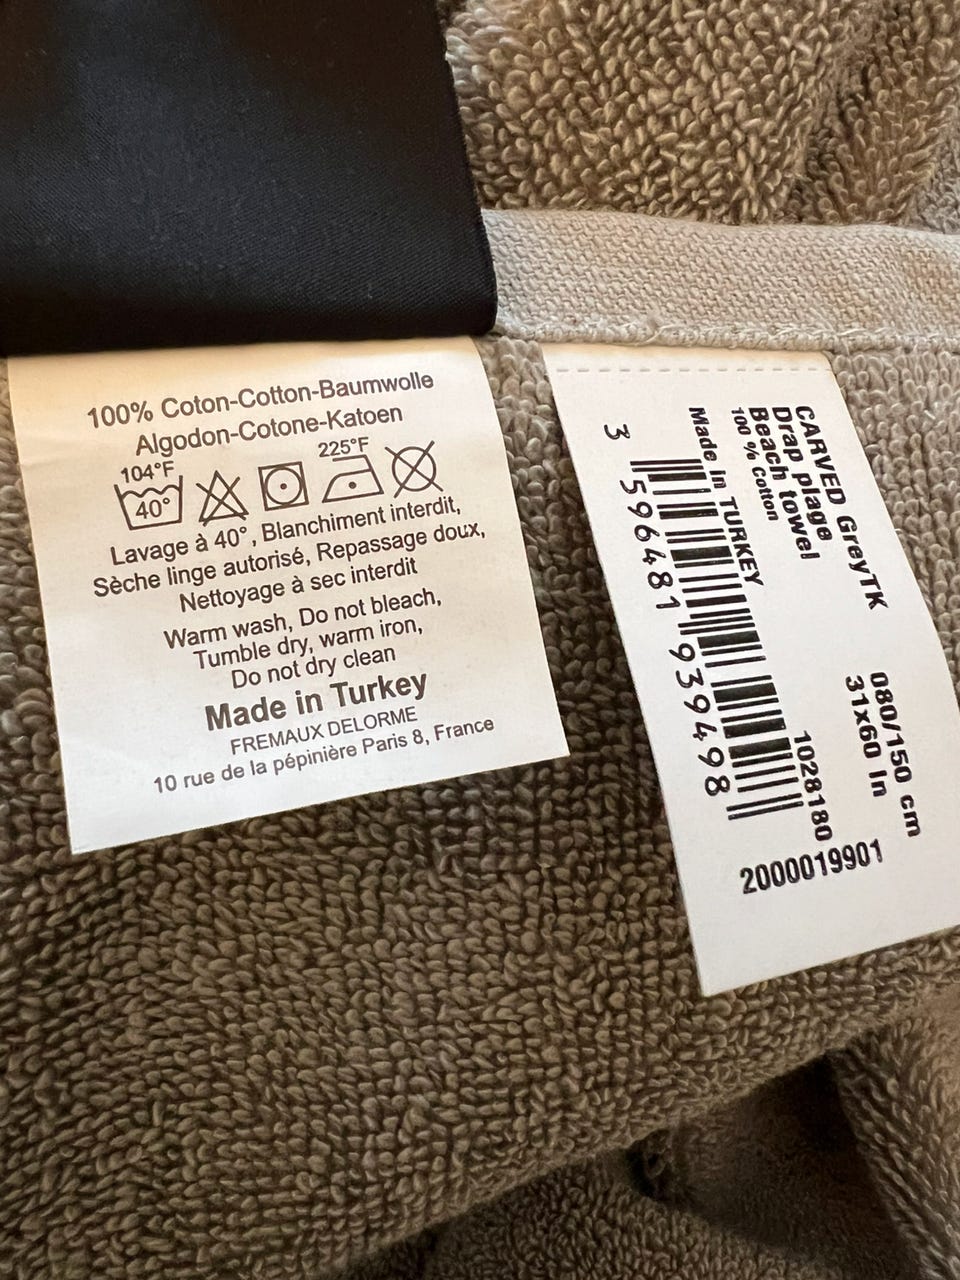 100% Coton-Cotton-Baumwolle
Algodon-Cotone-Katoen
104°F 225°F
40°
Lavage à 40°, Blanchiment interdit,
Sèche linge autorisé, Repassage doux,
Nettoyage à sec interdit
Warm wash, Do not bleach,
Tumble dry, warm iron,
Do not dry clean
Made in Turkey
FREMAUX DELORME
10 rue de la pépinière Paris 8, France
CARVED GreyTK 080/150 cm
Drap plage 31x60 In
Beach towel
100 % Cotton
Made in TURKEY 1028180
3 596481 939498
2000019901